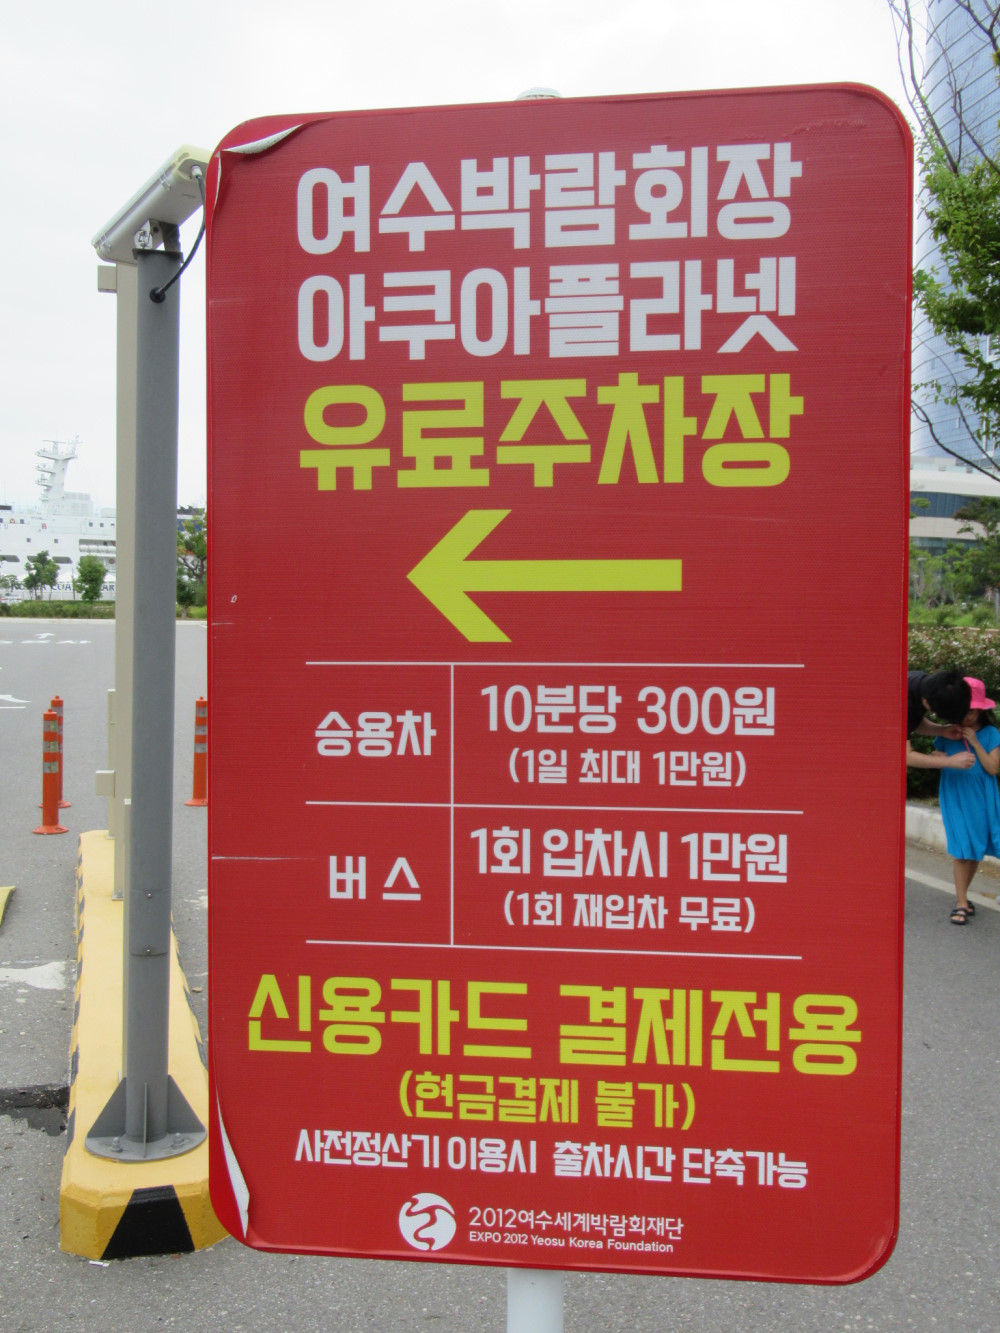 여수박람회장
아쿠아플라넷
유료주차장
승용차
10분당 300원
(1일 최대 1만원)
버스
1회 입차시 1만원
(1회 재입차 무료)
신용카드 결제전용
(현금결제 불가)
사전정산기 이용시 출차시간 단축가능
2012여수세계박람회재단
EXPO 2012 Yeosu Korea Foundation